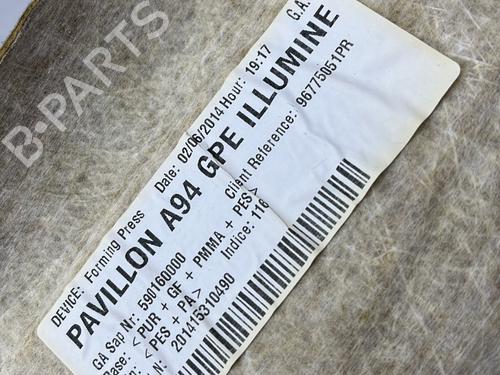 B-PARTS
G.A.
DEVICE: Forming Press Date: 02/06/2014 Hour: 19:17
PAVILLON A94 GPE ILLUMINE
GA Sap Nr: 590160000 Client Reference: 96775051PR
Base: <PUR + GF + PMMA + PES>
<PES + PA> Indice: 116
201415310490